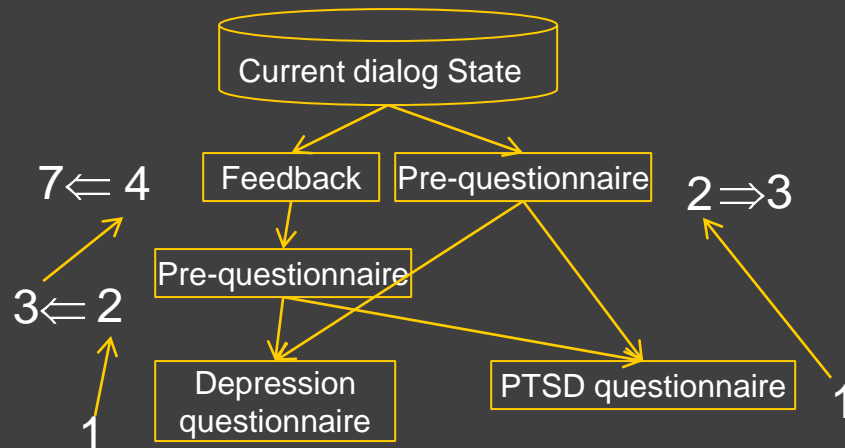 Current dialog State
7⇐ 4
Feedback
Pre-questionnaire
2⇒3
Pre-questionnaire
3⇐ 2
Depression
questionnaire
PTSD questionnaire
1
1